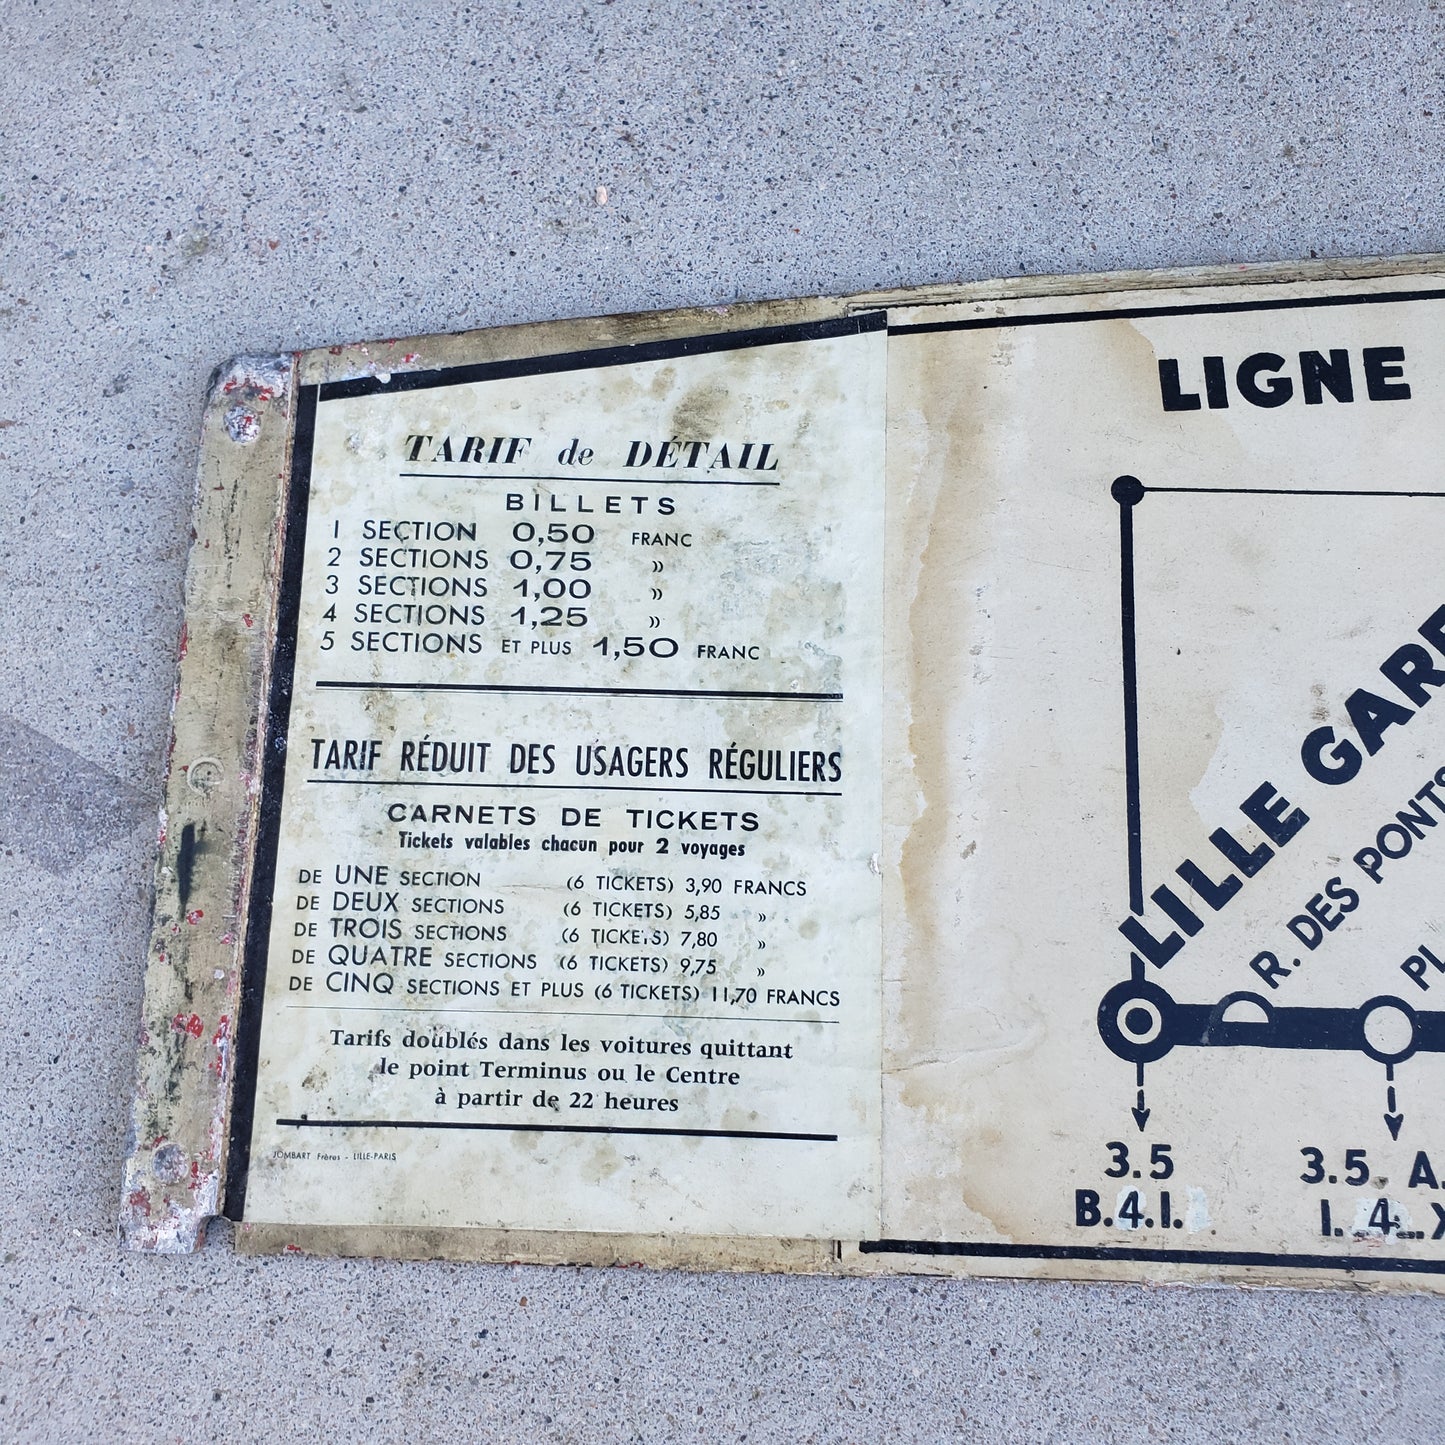 TARIF de DÉTAIL
BILLETS
1 SECTION 0,50 FRANC
2 SECTIONS 0,75 »
3 SECTIONS 1,00 »
4 SECTIONS 1,25 »
5 SECTIONS ET PLUS 1,50 FRANC
TARIF RÉDUIT DES USAGERS RÉGULIERS
CARNETS DE TICKETS
Tickets valables chacun pour 2 voyages
DE UNE SECTION (6 TICKETS) 3,90 FRANCS
DE DEUX SECTIONS (6 TICKETS) 5,85 »
DE TROIS SECTIONS (6 TICKETS) 7,80 »
DE QUATRE SECTIONS (6 TICKETS) 9,75 »
DE CINQ SECTIONS ET PLUS (6 TICKETS) 11,70 FRANCS
Tarifs doublés dans les voitures quittant
le point Terminus ou le Centre
à partir de 22 heures
JOMBART Frères - LILLE-PARIS
LIGNE
LILLE GARE
R. DES PONTS
PL
3.5
B.4.I.
3.5. A.
I. 4.